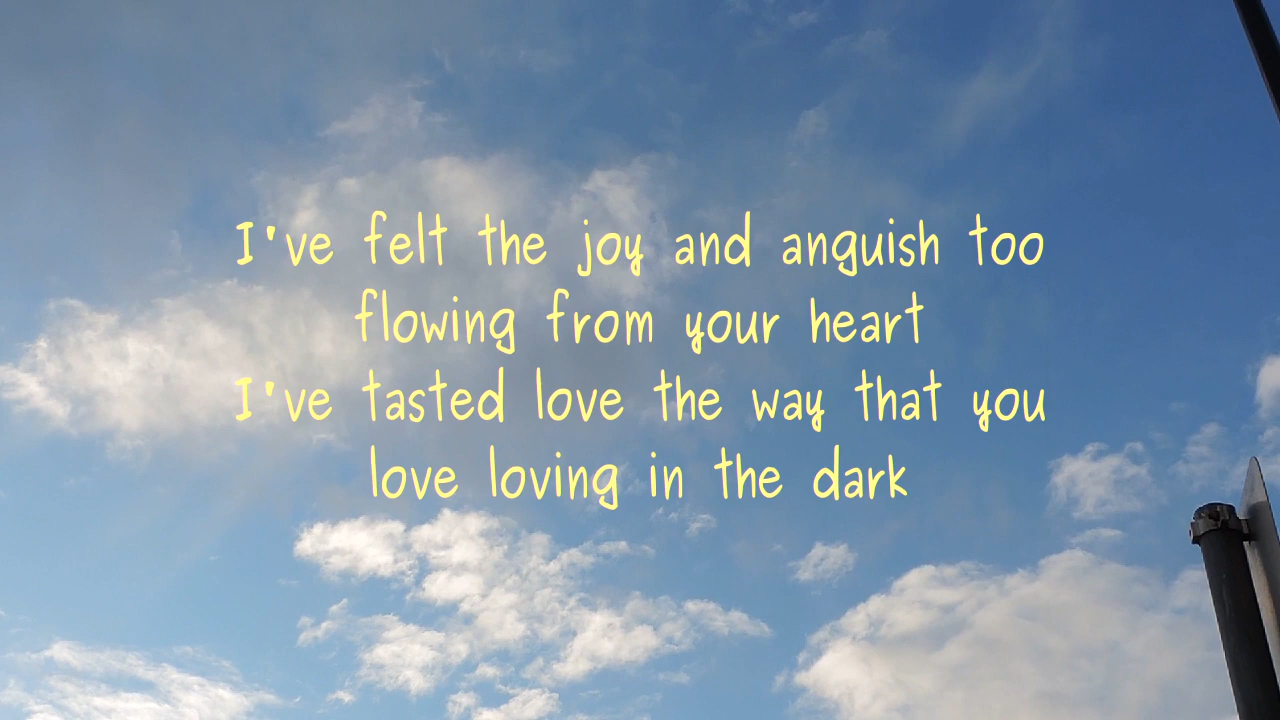 I've felt the joy and anguish too
flowing from your heart
I've tasted love the way that you
love loving in the dark